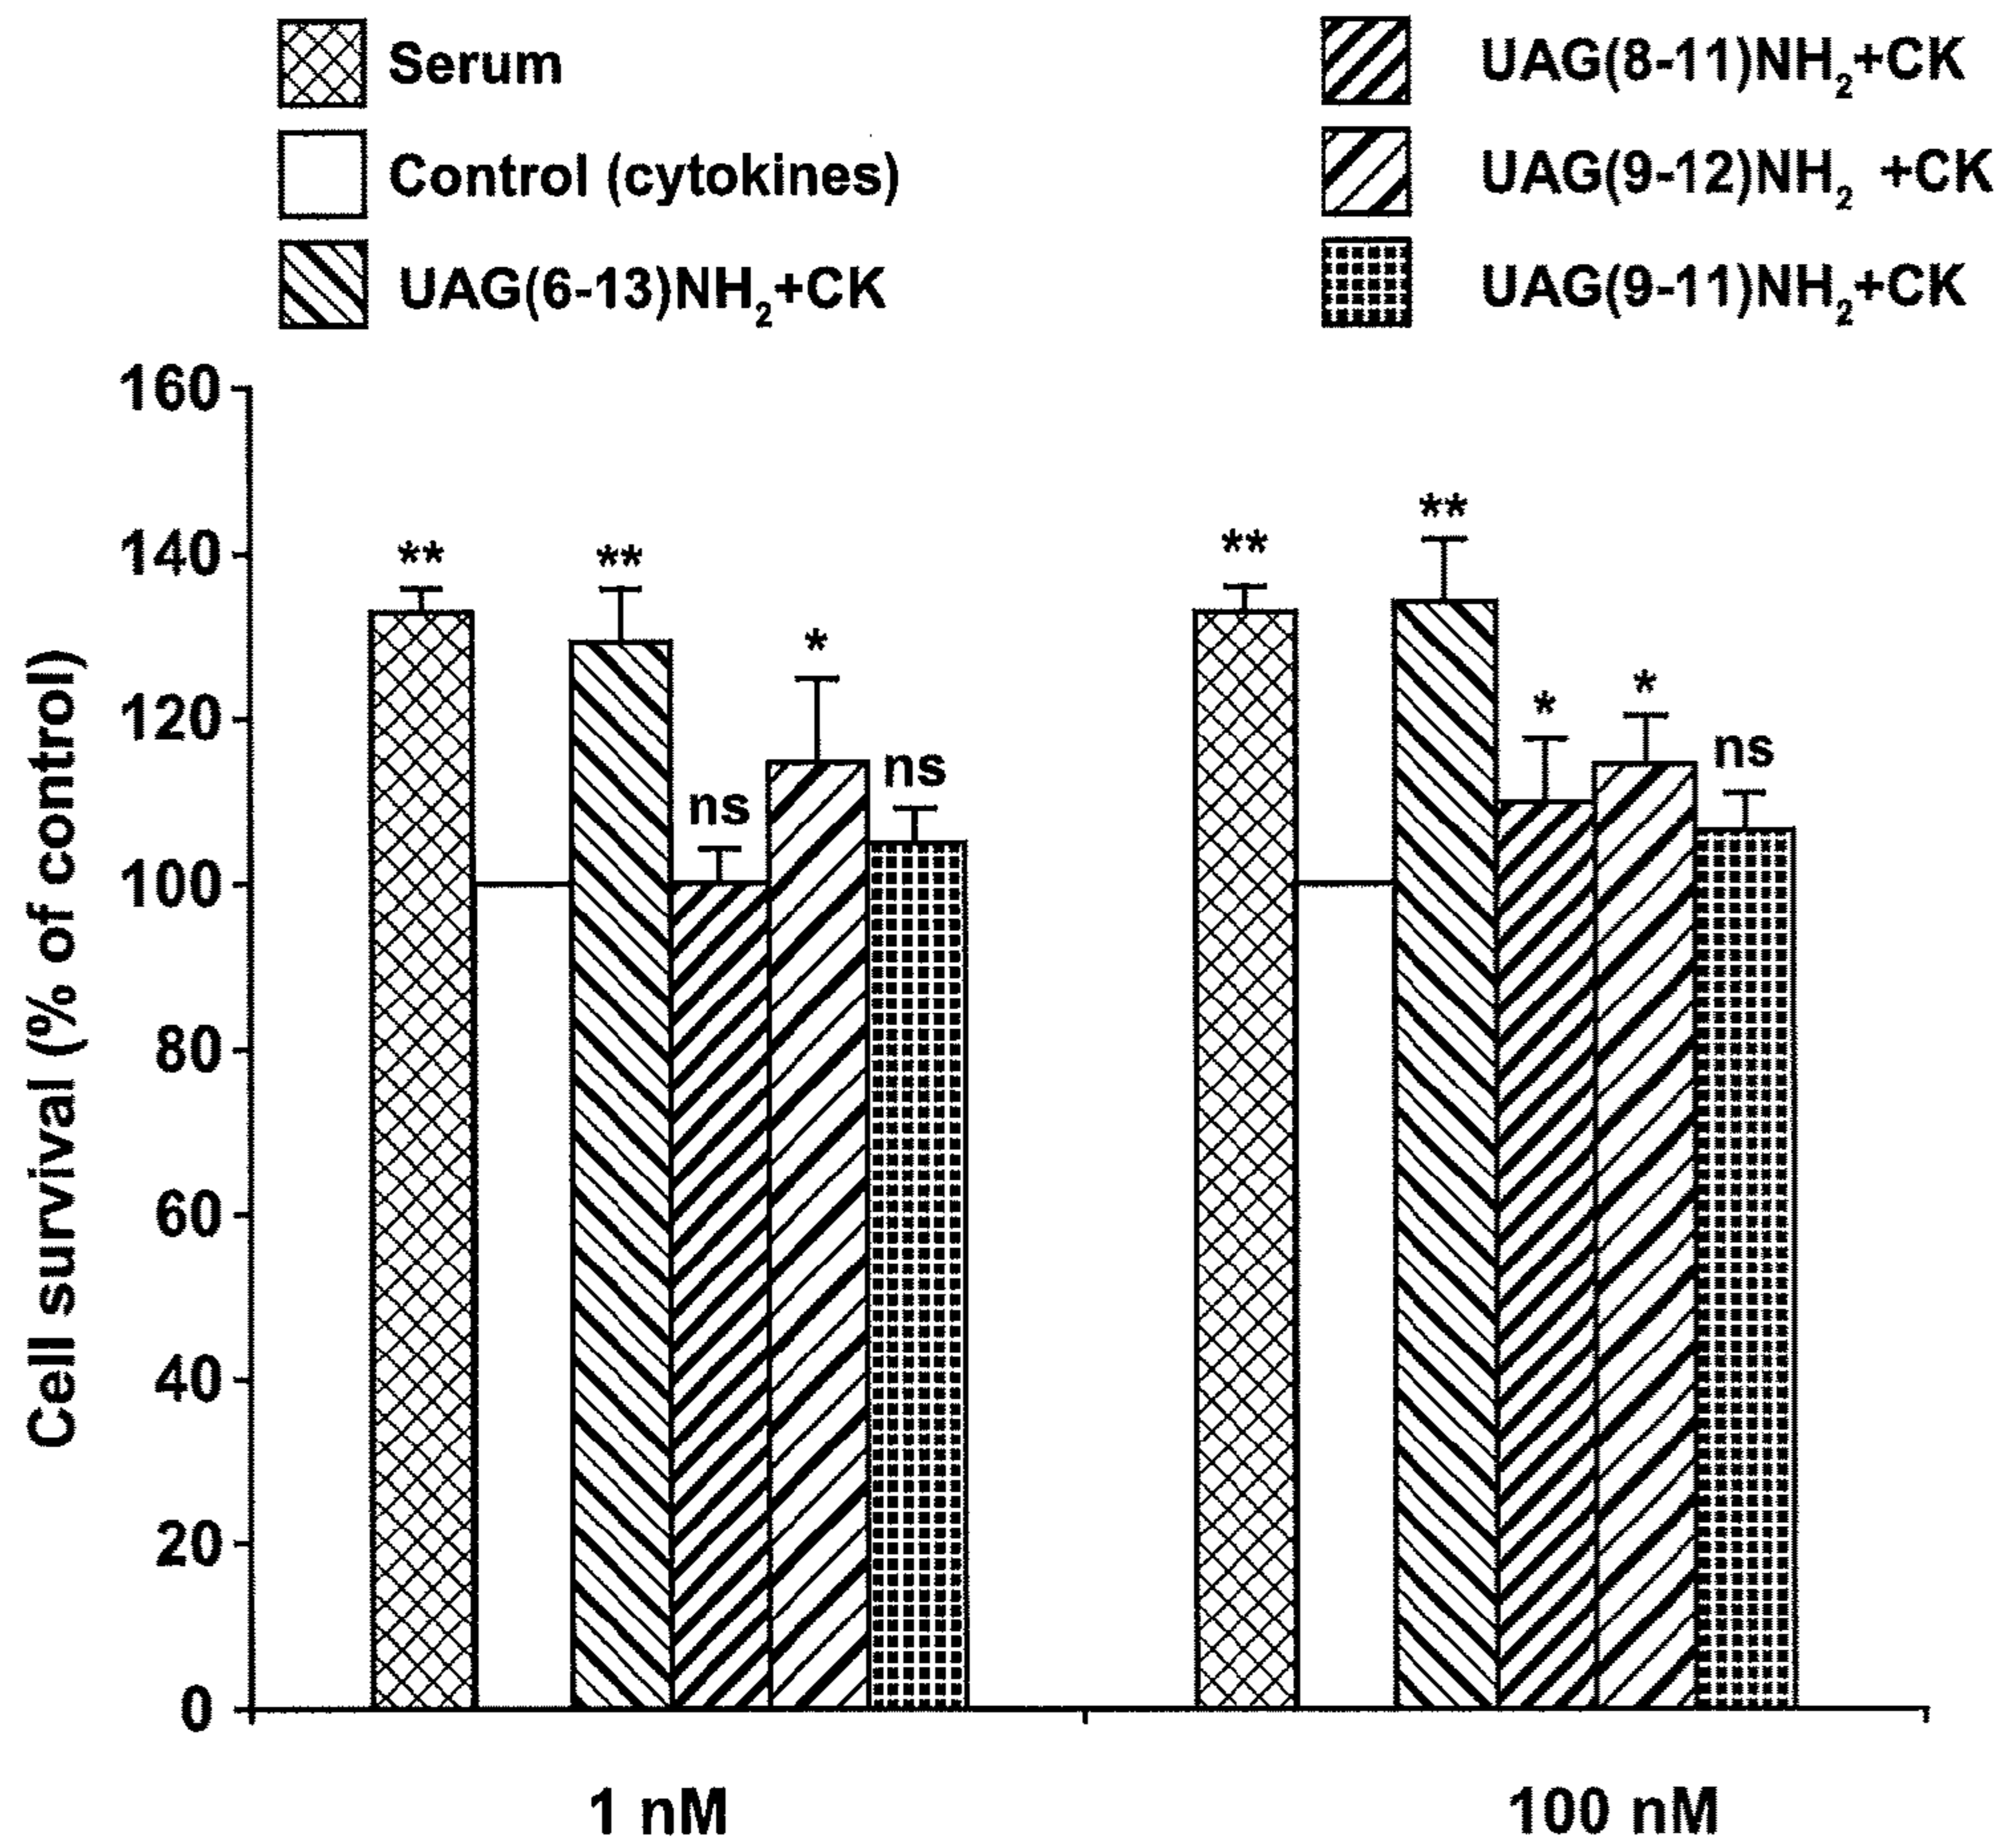 Serum
Control (cytokines)
UAG(6-13)NH₂+CK
UAG(8-11)NH₂+CK
UAG(9-12)NH₂ +CK
UAG(9-11)NH₂+CK
Cell survival (% of control)
160
140
120
100
80
60
40
20
0
**
**
ns
*
ns
**
**
*
*
ns
1 nM
100 nM